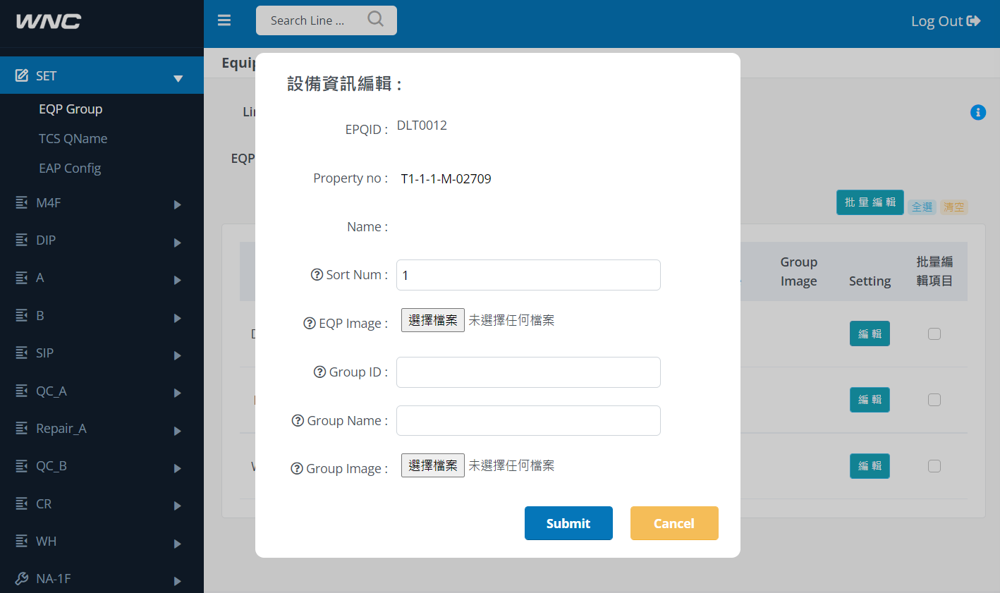 WNC
Search Line ...
Log Out
SET
EQP Group
TCS QName
EAP Config
M4F
DIP
A
B
SIP
QC_A
Repair_A
QC_B
CR
WH
NA-1F
EQP
批量編輯
全選
清空
Group Image
Setting
批量編輯項目
編輯
編輯
編輯
設備資訊編輯 :
EPQID : DLT0012
Property no : T1-1-1-M-02709
Name :
Sort Num : 1
EQP Image : 選擇檔案 未選擇任何檔案
Group ID :
Group Name :
Group Image : 選擇檔案 未選擇任何檔案
Submit
Cancel